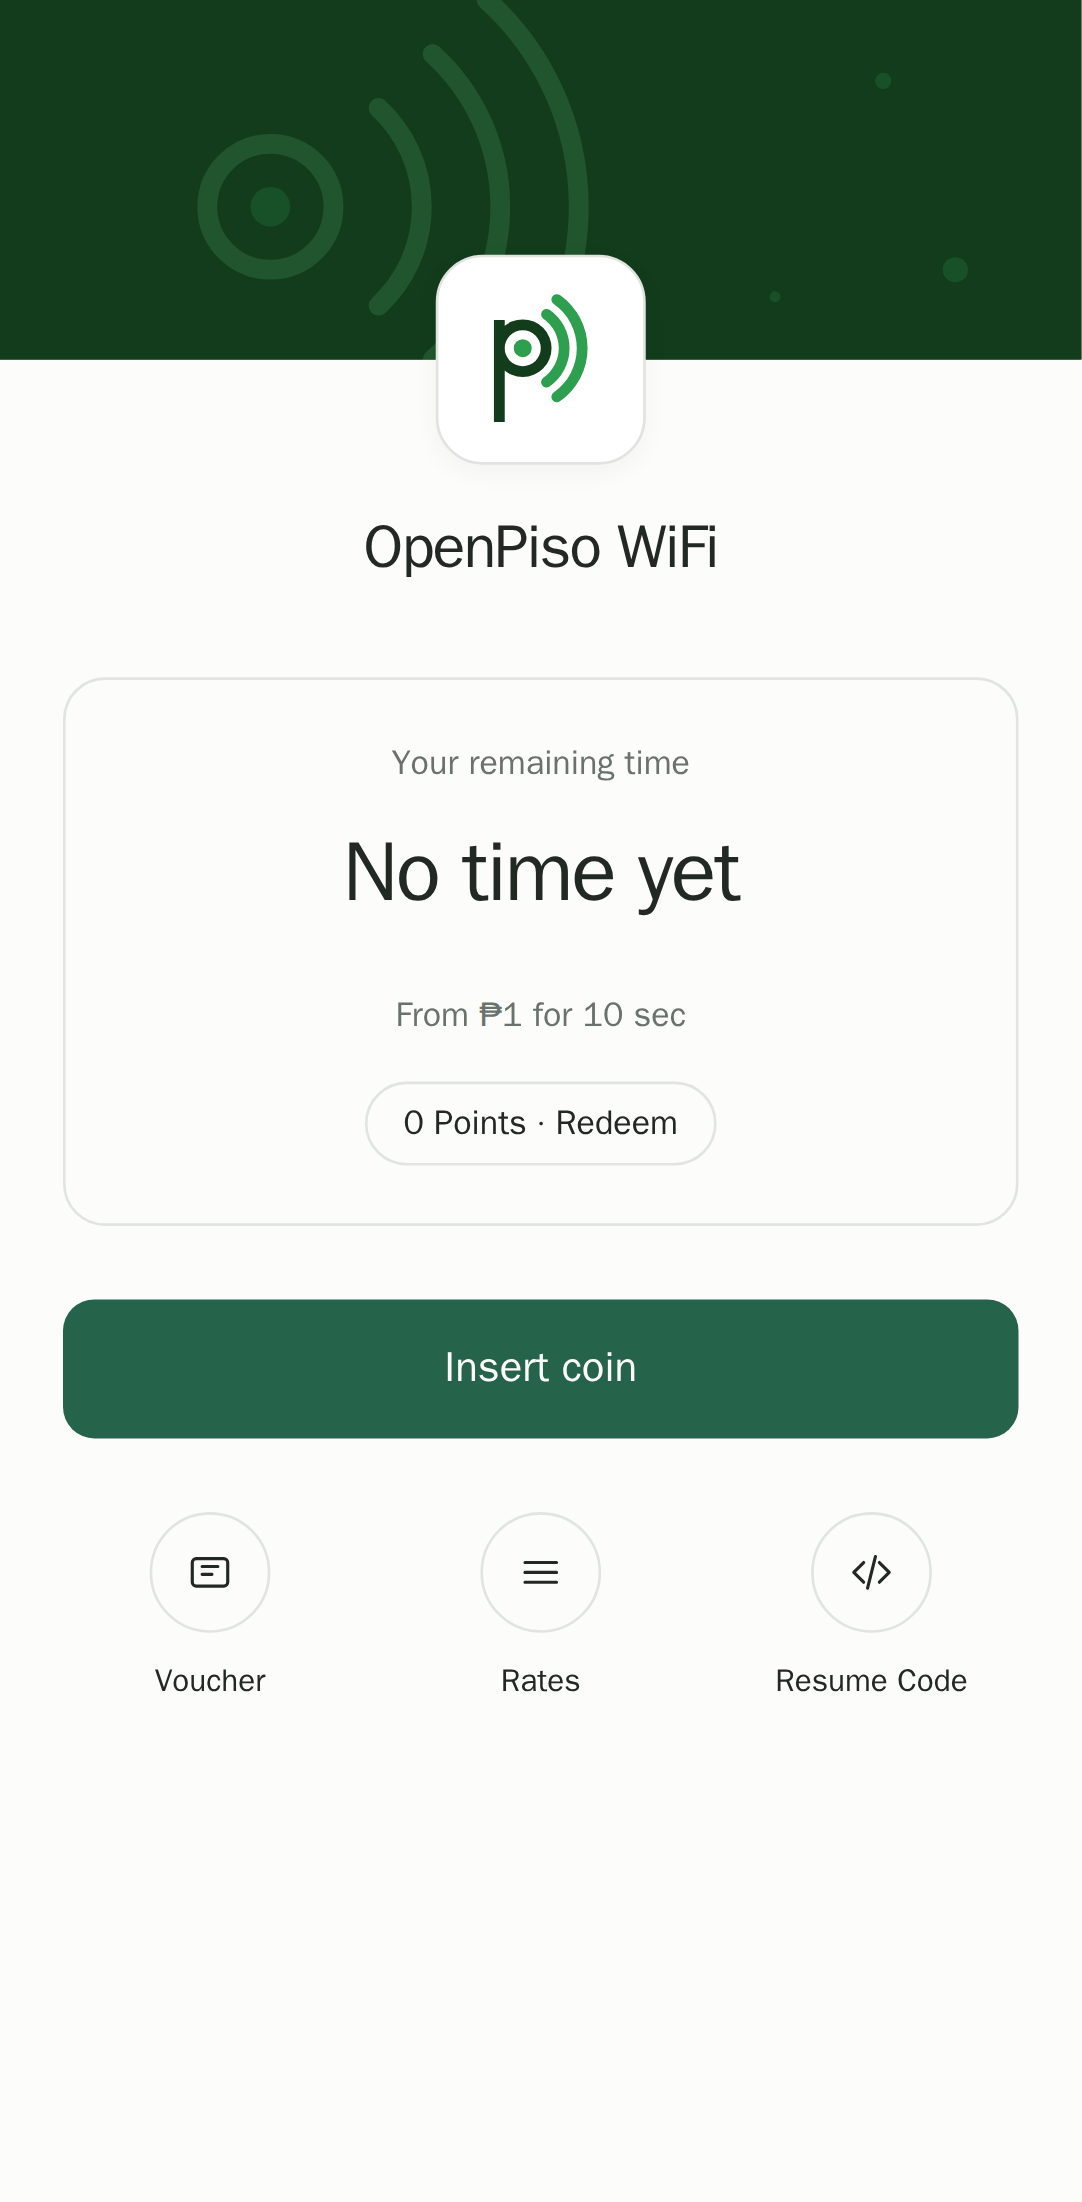 OpenPiso WiFi
Your remaining time
No time yet
From ₱1 for 10 sec
0 Points · Redeem
Insert coin
Voucher
Rates
Resume Code